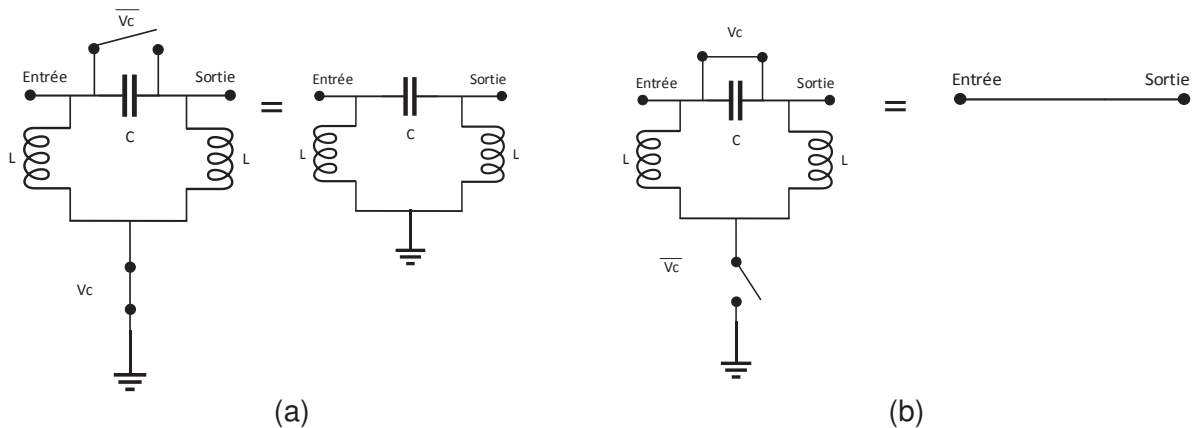 Vc
Entrée
Sortie
C
L
L
Vc
=
Entrée
Sortie
C
L
L
(a)
Vc
Entrée
Sortie
C
L
L
Vc
=
Entrée
Sortie
(b)